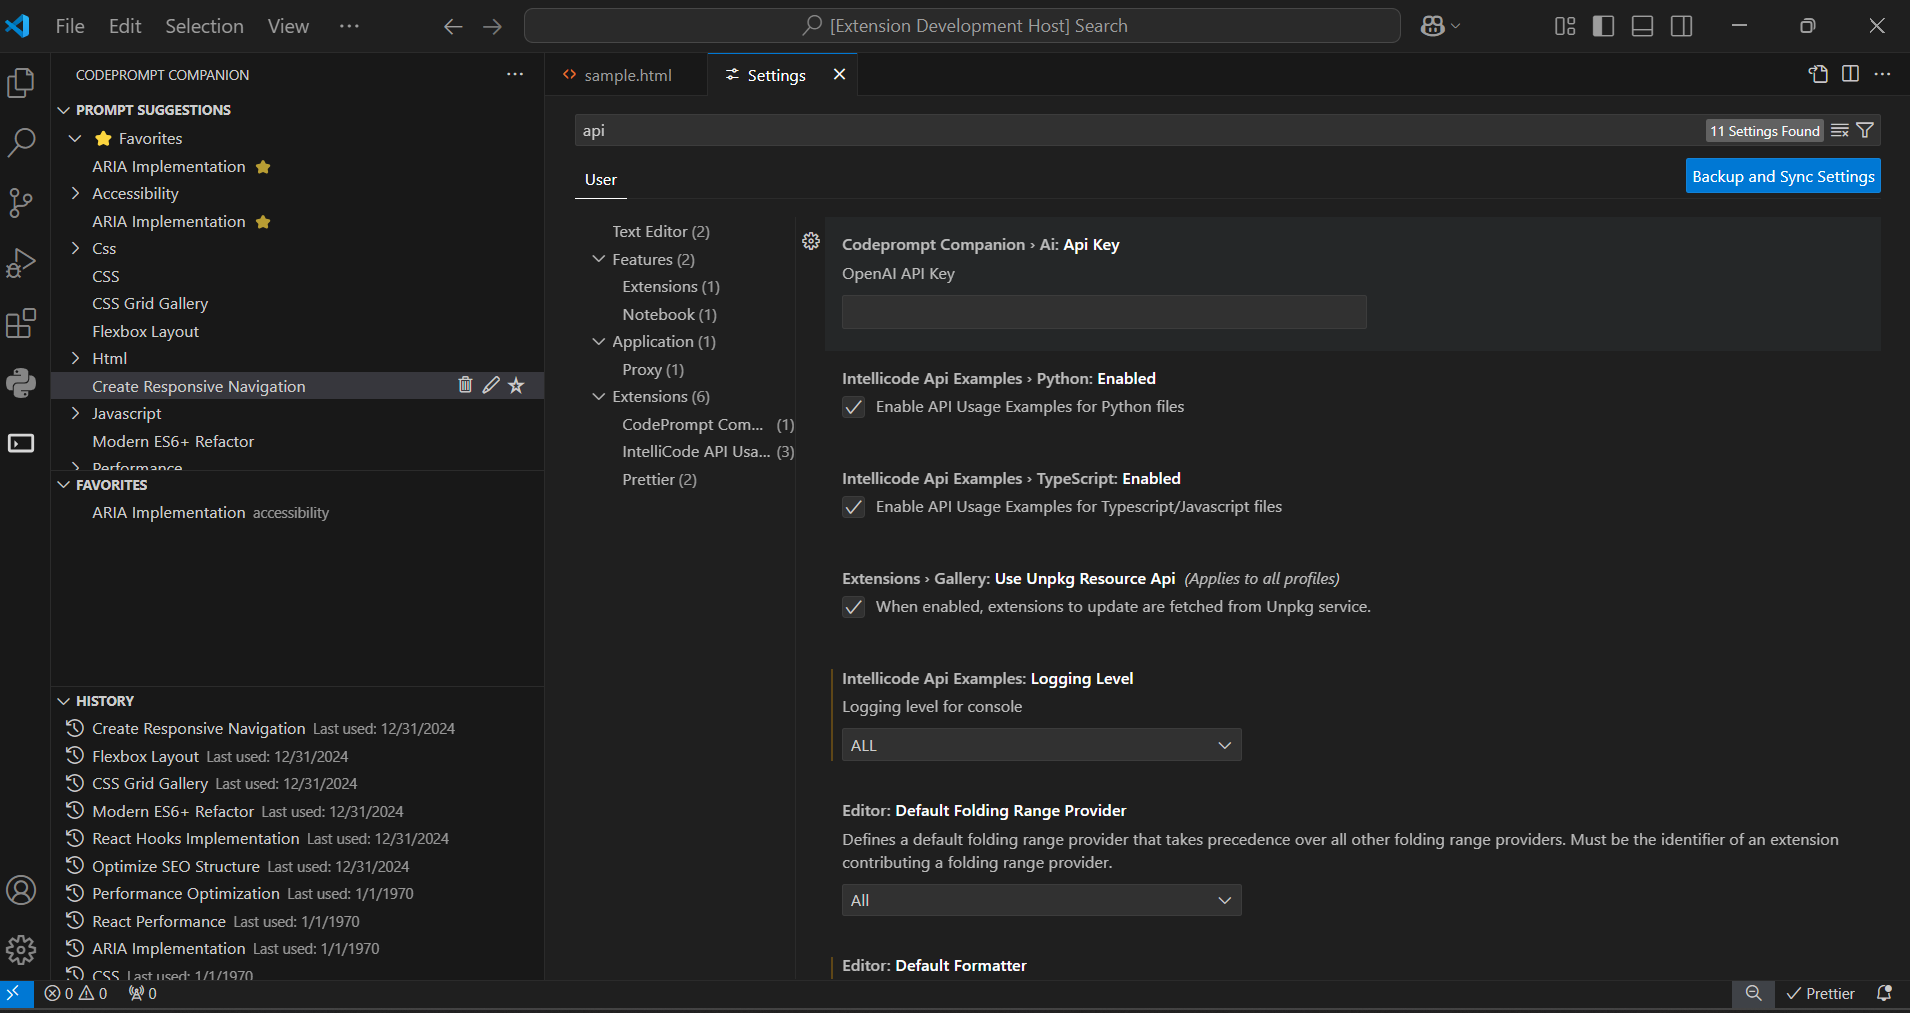 File Edit Selection View ···
[Extension Development Host] Search
CODEPROMPT COMPANION
PROMPT SUGGESTIONS
Favorites
ARIA Implementation
Accessibility
ARIA Implementation
Css
CSS
CSS Grid Gallery
Flexbox Layout
Html
Create Responsive Navigation
Javascript
Modern ES6+ Refactor
Performance
FAVORITES
ARIA Implementation accessibility
HISTORY
Create Responsive Navigation Last used: 12/31/2024
Flexbox Layout Last used: 12/31/2024
CSS Grid Gallery Last used: 12/31/2024
Modern ES6+ Refactor Last used: 12/31/2024
React Hooks Implementation Last used: 12/31/2024
Optimize SEO Structure Last used: 12/31/2024
Performance Optimization Last used: 1/1/1970
React Performance Last used: 1/1/1970
ARIA Implementation Last used: 1/1/1970
CSS Last used: 1/1/1970
sample.html
Settings
api
11 Settings Found
User
Backup and Sync Settings
Text Editor (2)
Features (2)
Extensions (1)
Notebook (1)
Application (1)
Proxy (1)
Extensions (6)
CodePrompt Com... (1)
IntelliCode API Usa... (3)
Prettier (2)
Codeprompt Companion › Ai: Api Key
OpenAI API Key
Intellicode Api Examples › Python: Enabled
Enable API Usage Examples for Python files
Intellicode Api Examples › TypeScript: Enabled
Enable API Usage Examples for Typescript/Javascript files
Extensions › Gallery: Use Unpkg Resource Api (Applies to all profiles)
When enabled, extensions to update are fetched from Unpkg service.
Intellicode Api Examples: Logging Level
Logging level for console
ALL
Editor: Default Folding Range Provider
Defines a default folding range provider that takes precedence over all other folding range providers. Must be the identifier of an extension
contributing a folding range provider.
All
Editor: Default Formatter
0 0 0
Prettier